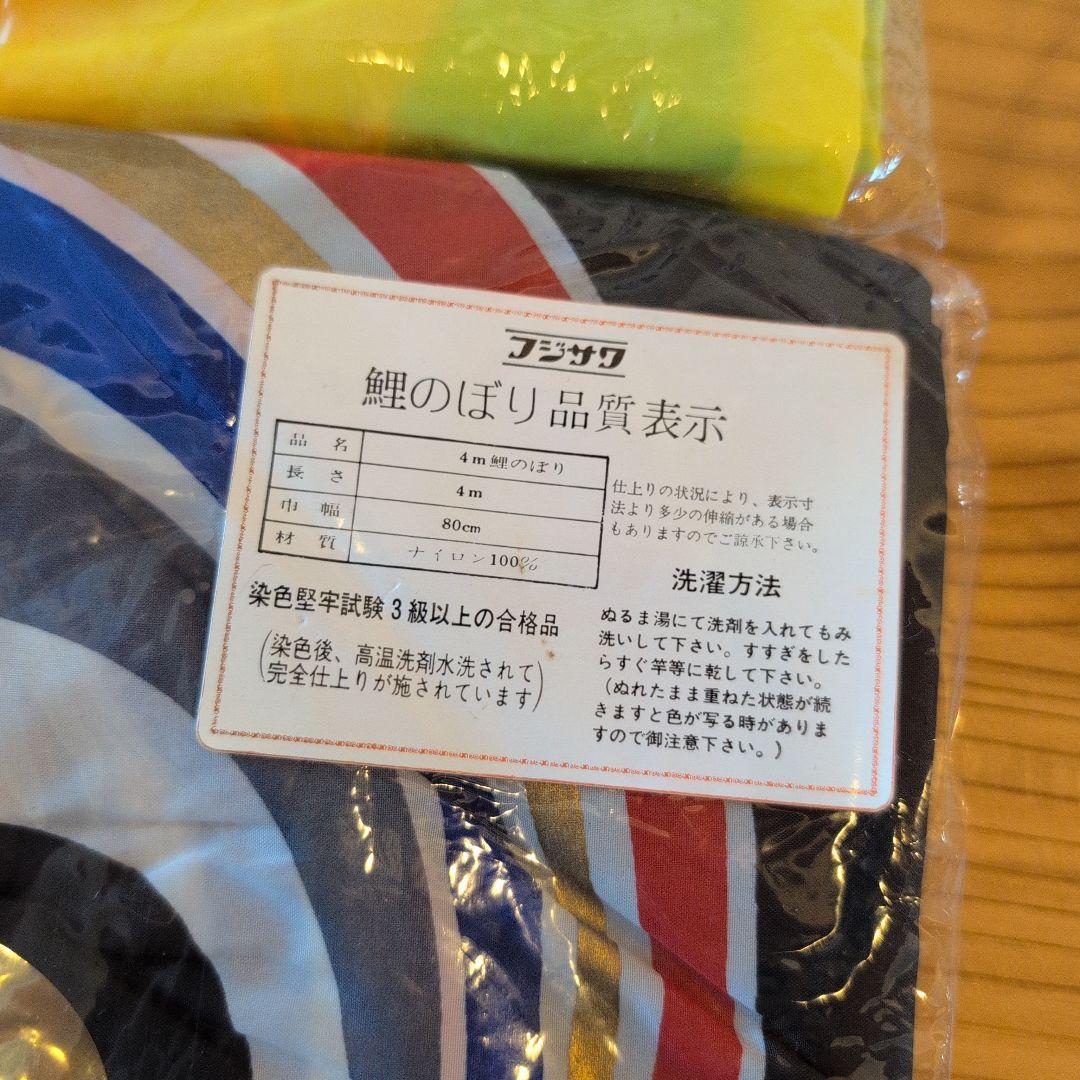 フジサワ
鯉のぼり品質表示
品 名 4m鯉のぼり
長 さ 4m
巾 幅 80cm
材 質 ナイロン100%
仕上りの状況により、表示寸
法より多少の伸縮がある場合
もありますのでご諒承下さい。
染色堅牢試験3級以上の合格品
(染色後、高温洗剤水洗されて
完全仕上りが施されています)
洗濯方法
ぬるま湯にて洗剤を入れてもみ
洗いして下さい。すすぎをした
らすぐ竿等に乾して下さい。
(ぬれたまま重ねた状態が続
きますと色が写る時がありま
すので御注意下さい。)